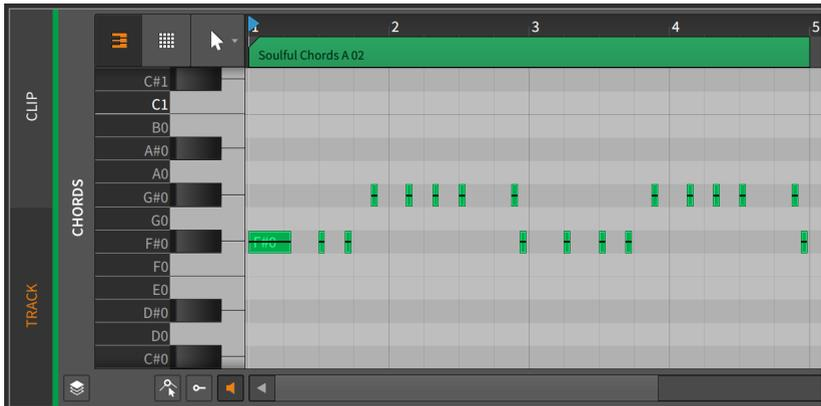 1 2 3 4 5
Soulful Chords A 02
CLIP
TRACK
CHORDS
C#1
C1
B0
A#0
A0
G#0
G0
F#0 F#0
F0
E0
D#0
D0
C#0